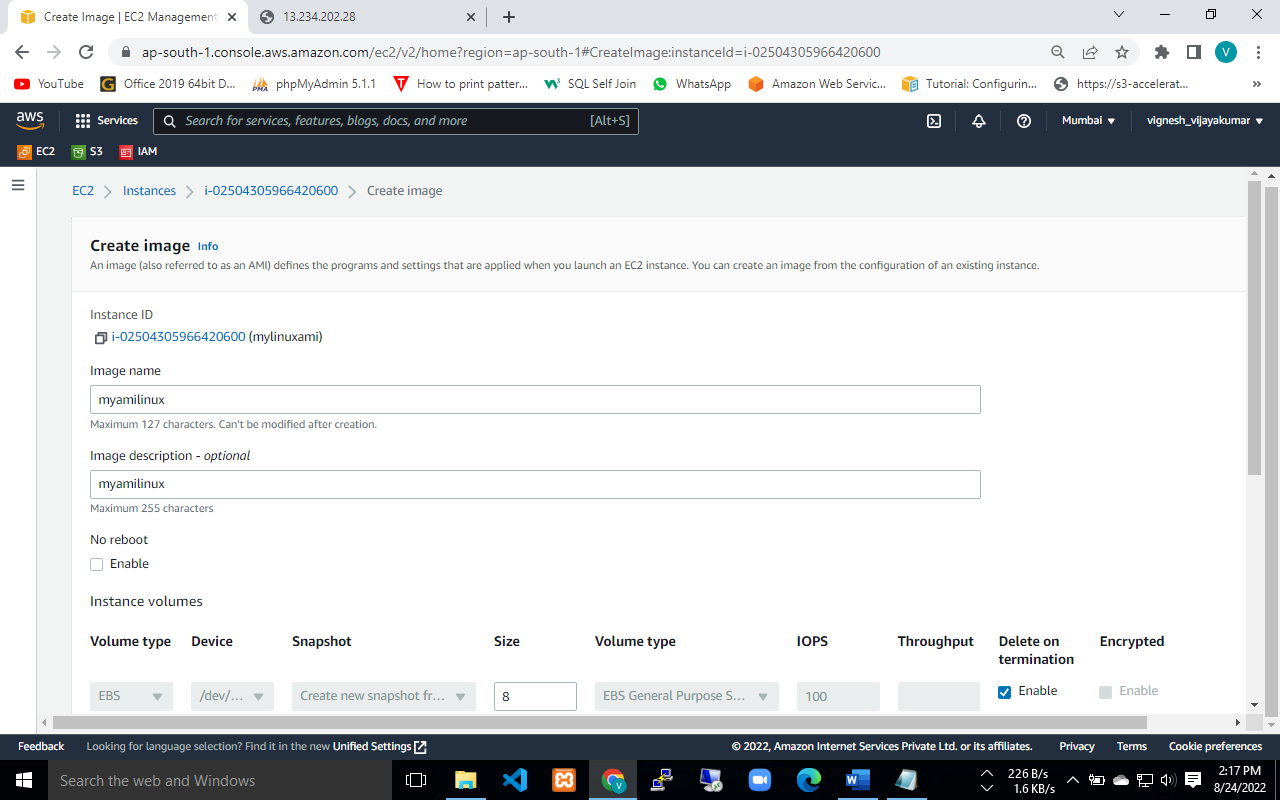 Create Image | EC2 Management
13.234.202.28
ap-south-1.console.aws.amazon.com/ec2/v2/home?region=ap-south-1#CreateImage:instanceId=i-02504305966420600
V
YouTube
Office 2019 64bit D...
phpMyAdmin 5.1.1
How to print patter...
SQL Self Join
WhatsApp
Amazon Web Servic...
Tutorial: Configurin...
https://s3-accelerat...
aws
Services
Search for services, features, blogs, docs, and more
[Alt+S]
Mumbai
vignesh_vijayakumar
EC2
S3
IAM
EC2
Instances
i-02504305966420600
Create image
Create image Info
An image (also referred to as an AMI) defines the programs and settings that are applied when you launch an EC2 instance. You can create an image from the configuration of an existing instance.
Instance ID
i-02504305966420600 (mylinuxami)
Image name
myamilinux
Maximum 127 characters. Can't be modified after creation.
Image description - optional
myamilinux
Maximum 255 characters
No reboot
Enable
Instance volumes
Volume type
Device
Snapshot
Size
Volume type
IOPS
Throughput
Delete on
termination
Encrypted
EBS
/dev/...
Create new snapshot fr...
8
EBS General Purpose S...
100
Enable
Enable
Feedback
Looking for language selection? Find it in the new Unified Settings
© 2022, Amazon Internet Services Private Ltd. or its affiliates.
Privacy
Terms
Cookie preferences
Search the web and Windows
226 B/s
1.6 KB/s
2:17 PM
8/24/2022